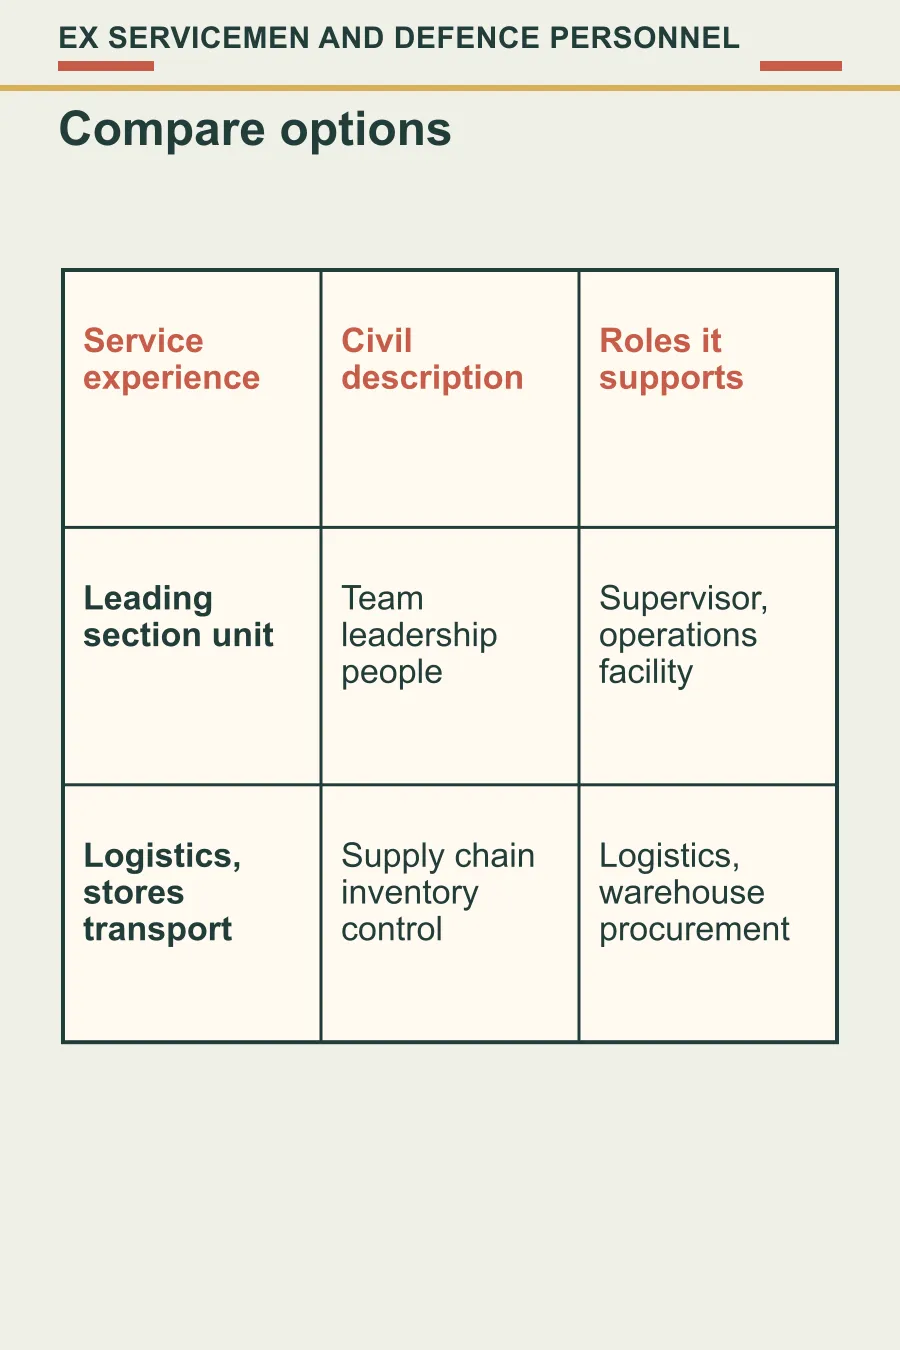 EX SERVICEMEN AND DEFENCE PERSONNEL
Compare options
Service
experience
Civil
description
Roles it
supports
Leading
section unit
Team
leadership
people
Supervisor,
operations
facility
Logistics,
stores
transport
Supply chain
inventory
control
Logistics,
warehouse
procurement